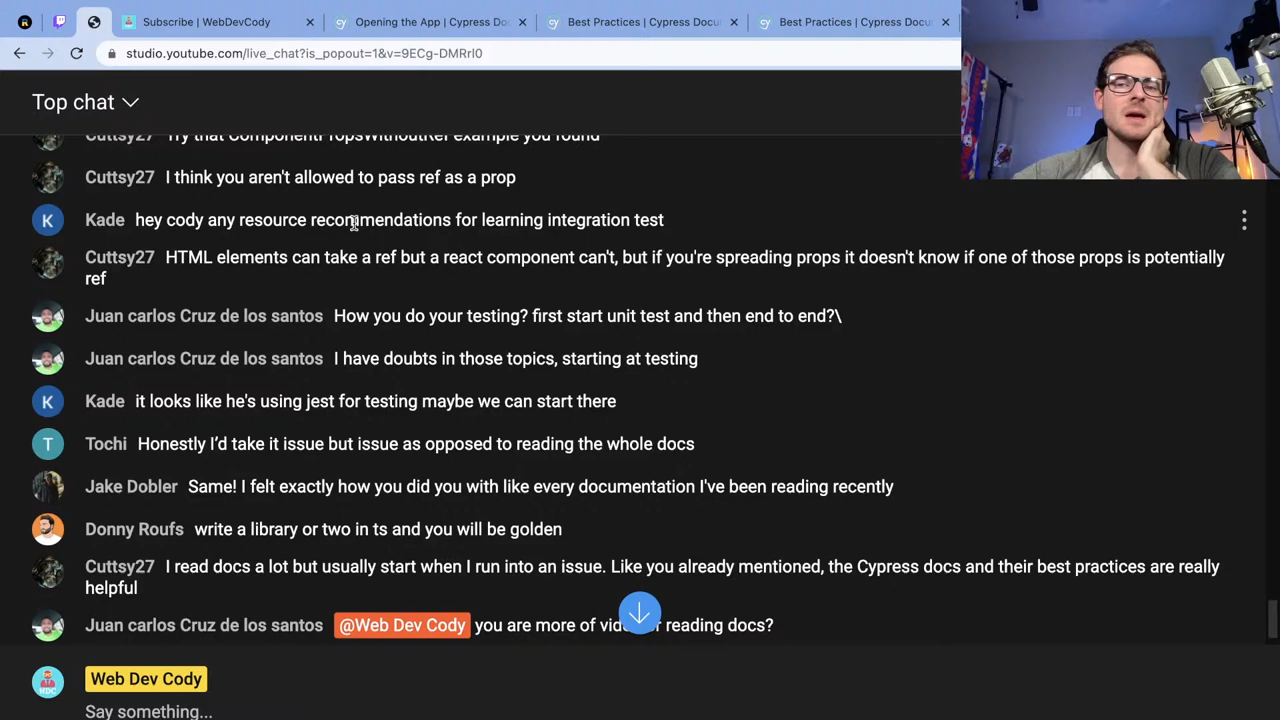 Subscribe | WebDevCody
Opening the App | Cypress Docu
Best Practices | Cypress Docu
Best Practices | Cypress Docu
studio.youtube.com/live_chat?is_popout=1&v=9ECg-DMRrl0
Top chat
Cuttsy27 Try that ComponentPropsWithoutRef example you found
Cuttsy27 I think you aren't allowed to pass ref as a prop
K Kade hey cody any resource recommendations for learning integration test
Cuttsy27 HTML elements can take a ref but a react component can't, but if you're spreading props it doesn't know if one of those props is potentially
ref
Juan carlos Cruz de los santos How you do your testing? first start unit test and then end to end?\
Juan carlos Cruz de los santos I have doubts in those topics, starting at testing
K Kade it looks like he's using jest for testing maybe we can start there
T Tochi Honestly I'd take it issue but issue as opposed to reading the whole docs
Jake Dobler Same! I felt exactly how you did you with like every documentation I've been reading recently
Donny Roufs write a library or two in ts and you will be golden
Cuttsy27 I read docs a lot but usually start when I run into an issue. Like you already mentioned, the Cypress docs and their best practices are really
helpful
Juan carlos Cruz de los santos @Web Dev Cody you are more of reading docs?
WDC Web Dev Cody
Say something...